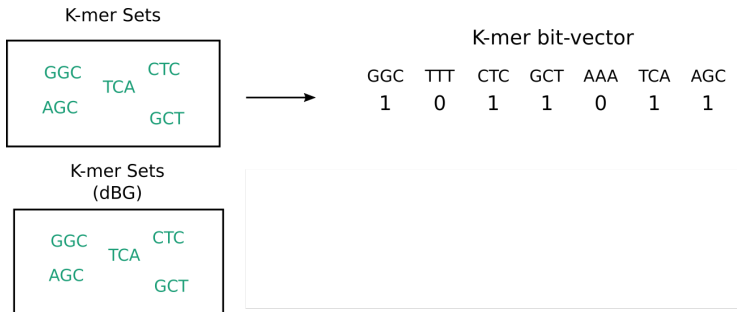 K-mer Sets
GGC TCA CTC
AGC GCT
K-mer bit-vector
GGC TTT CTC GCT AAA TCA AGC
1 0 1 1 0 1 1
K-mer Sets
(dBG)
GGC TCA CTC
AGC GCT